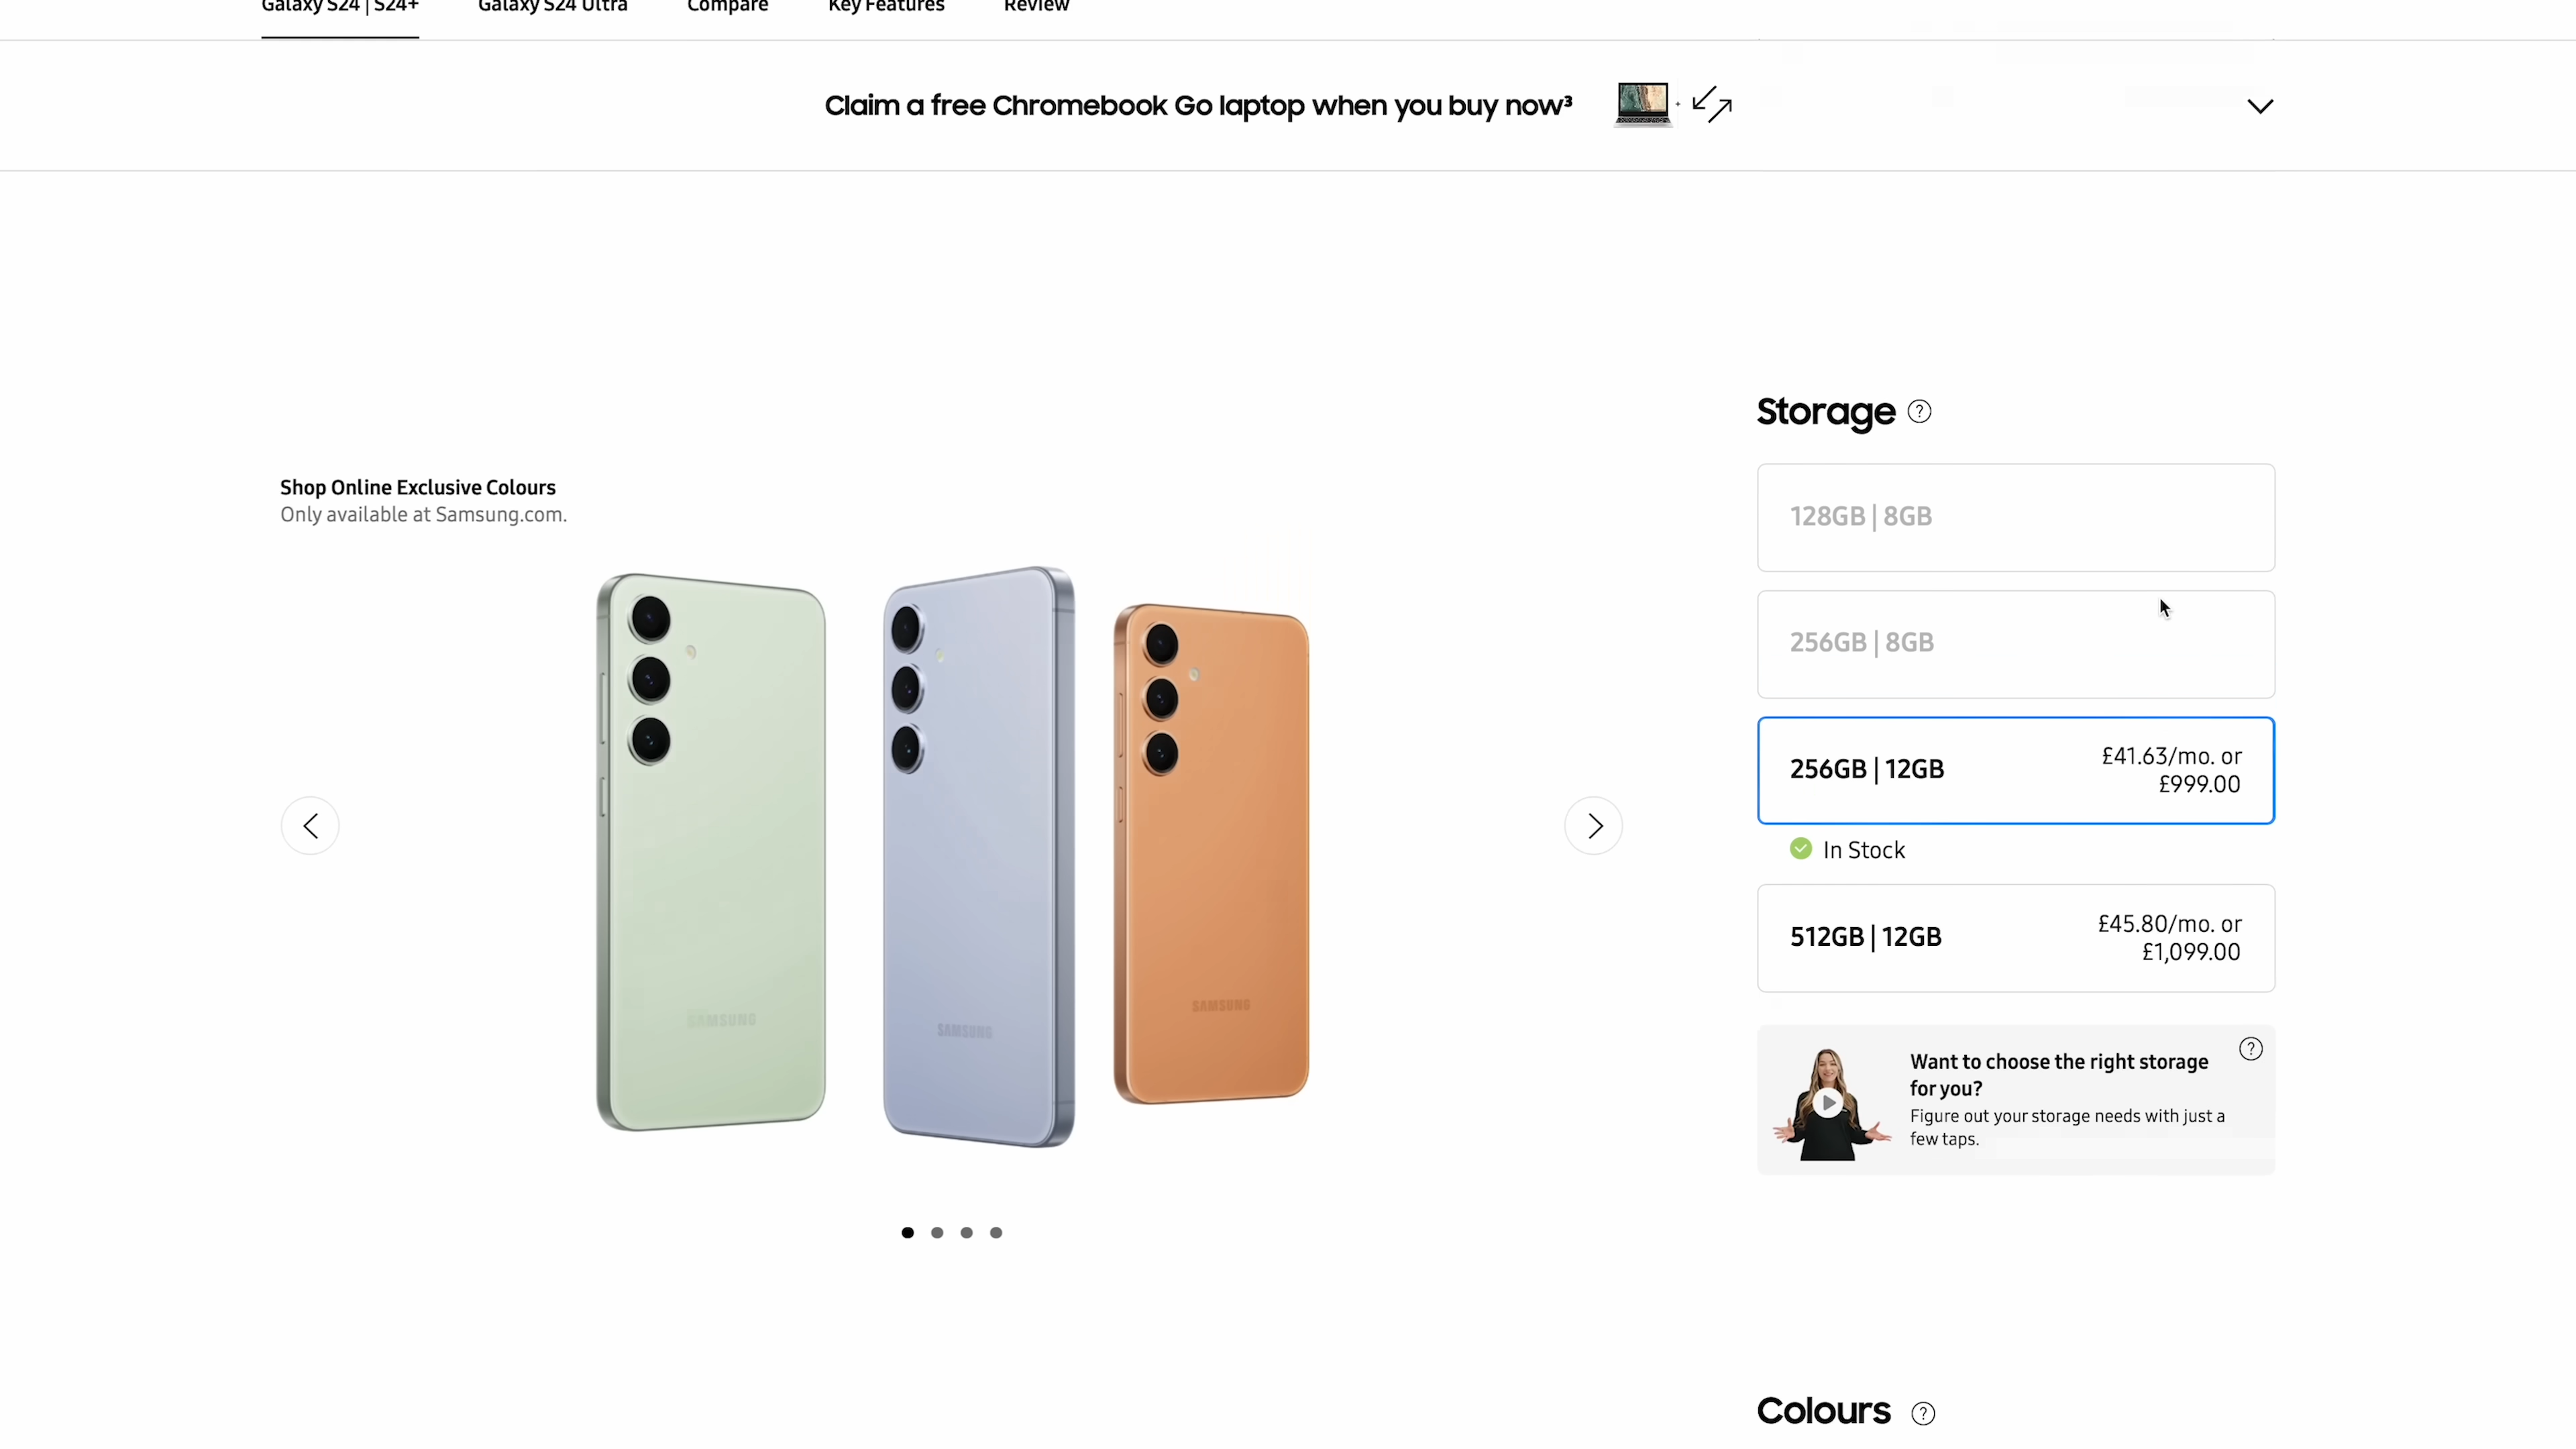 Galaxy S24 | S24+ Galaxy S24 Ultra Compare Key Features Review
Claim a free Chromebook Go laptop when you buy now³
Storage ?
Shop Online Exclusive Colours
Only available at Samsung.com.
128GB | 8GB
256GB | 8GB
256GB | 12GB £41.63/mo. or
£999.00
In Stock
512GB | 12GB £45.80/mo. or
£1,099.00
SAMSUNG
SAMSUNG
SAMSUNG
Want to choose the right storage ?
for you?
Figure out your storage needs with just a
few taps.
Colours ?